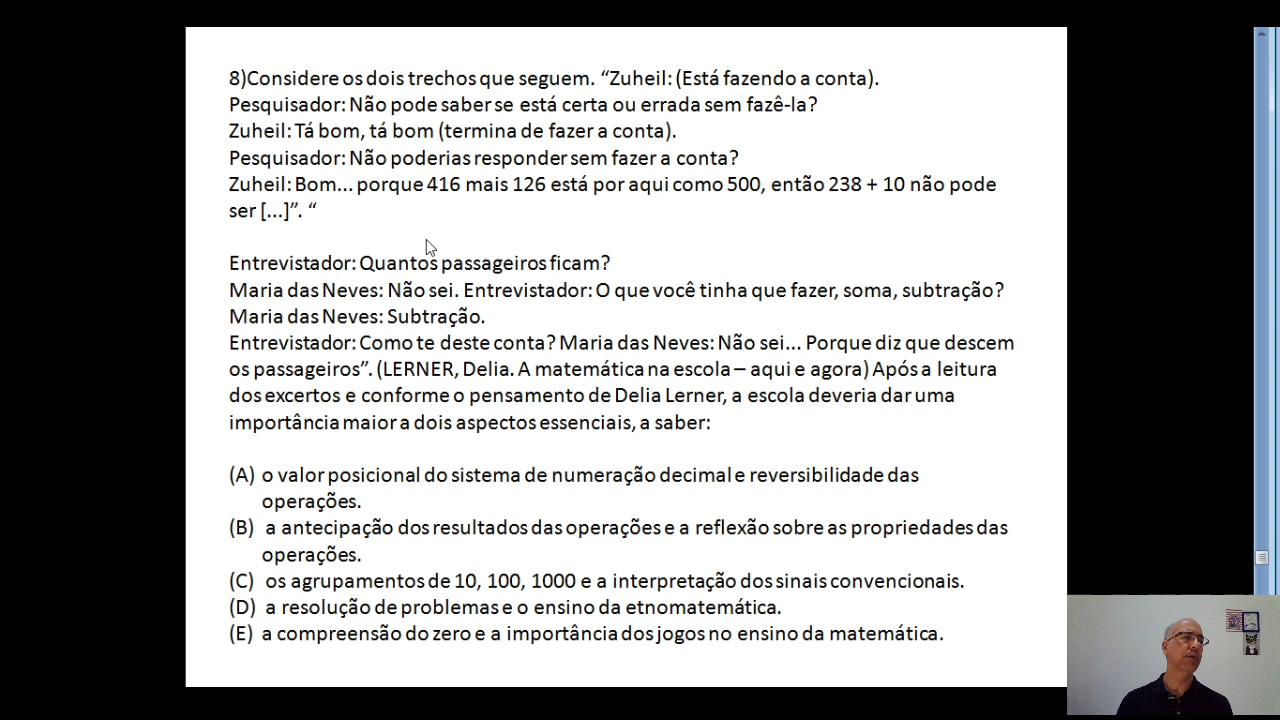 8)Considere os dois trechos que seguem. “Zuheil: (Está fazendo a conta).
Pesquisador: Não pode saber se está certa ou errada sem fazê-la?
Zuheil: Tá bom, tá bom (termina de fazer a conta).
Pesquisador: Não poderias responder sem fazer a conta?
Zuheil: Bom... porque 416 mais 126 está por aqui como 500, então 238 + 10 não pode
ser [...]”. “
Entrevistador: Quantos passageiros ficam?
Maria das Neves: Não sei. Entrevistador: O que você tinha que fazer, soma, subtração?
Maria das Neves: Subtração.
Entrevistador: Como te deste conta? Maria das Neves: Não sei... Porque diz que descem
os passageiros”. (LERNER, Delia. A matemática na escola – aqui e agora) Após a leitura
dos excertos e conforme o pensamento de Delia Lerner, a escola deveria dar uma
importância maior a dois aspectos essenciais, a saber:
(A) o valor posicional do sistema de numeração decimal e reversibilidade das
operações.
(B) a antecipação dos resultados das operações e a reflexão sobre as propriedades das
operações.
(C) os agrupamentos de 10, 100, 1000 e a interpretação dos sinais convencionais.
(D) a resolução de problemas e o ensino da etnomatemática.
(E) a compreensão do zero e a importância dos jogos no ensino da matemática.